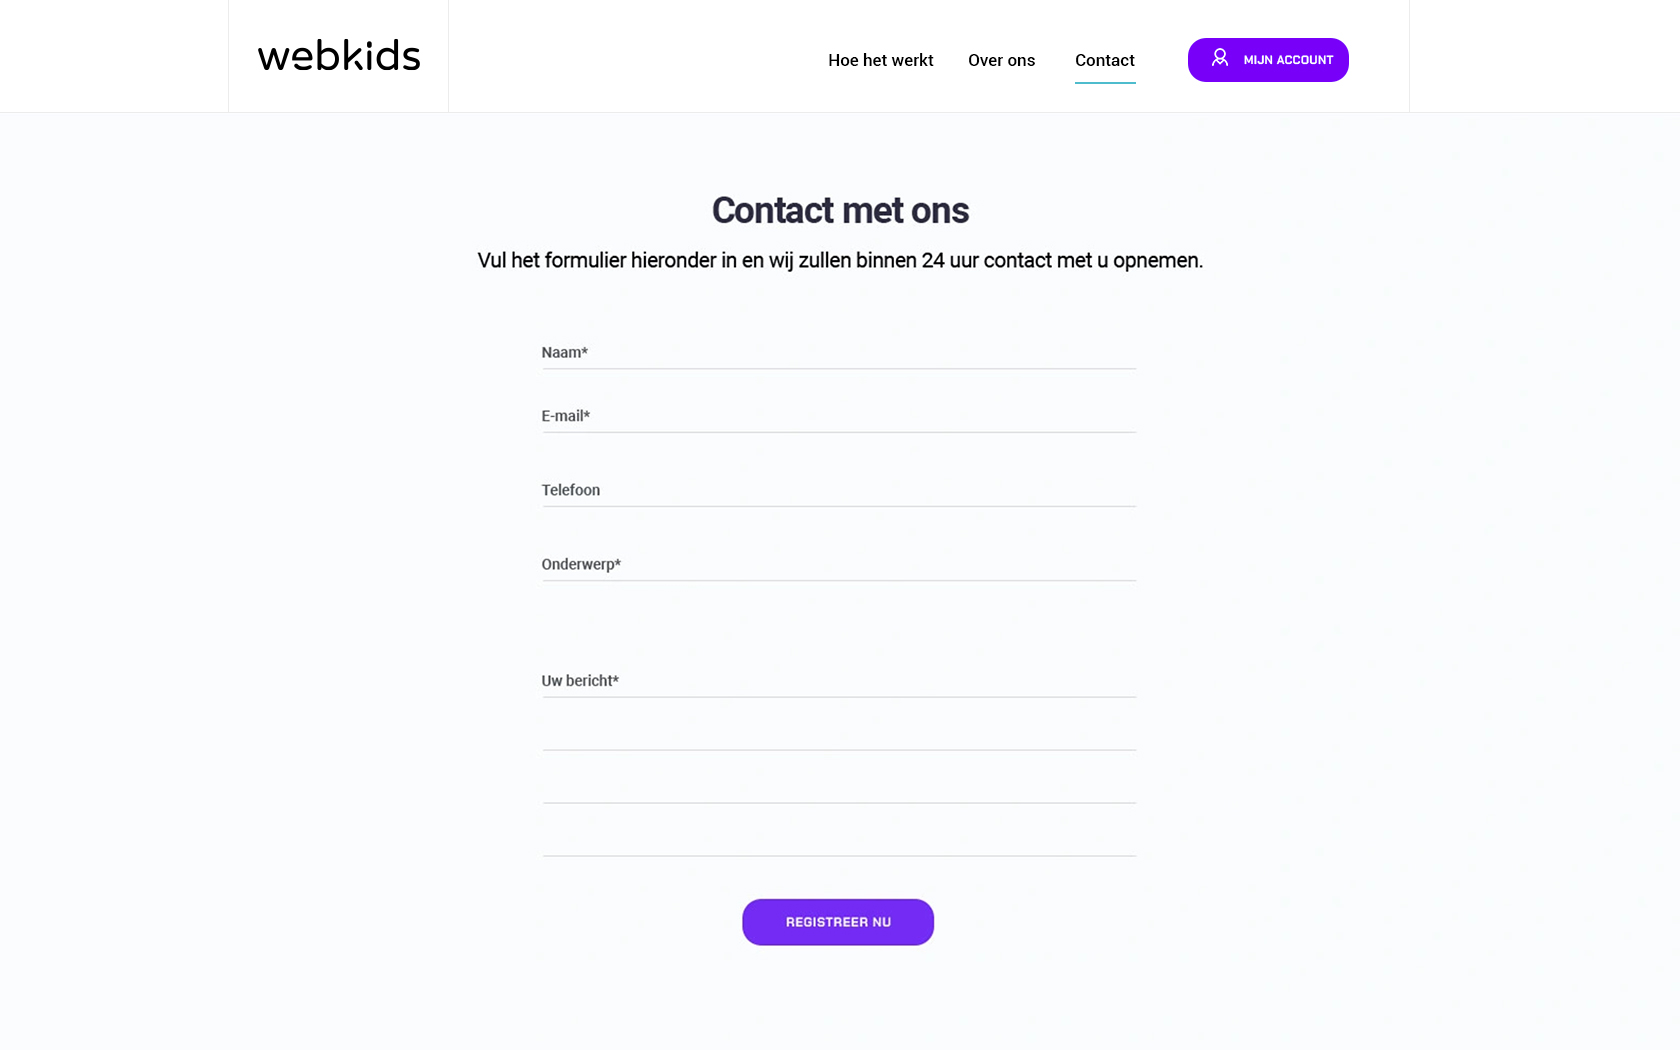 webkids
Hoe het werkt
Over ons
Contact
MIJN ACCOUNT
Contact met ons
Vul het formulier hieronder in en wij zullen binnen 24 uur contact met u opnemen.
Naam*
E-mail*
Telefoon
Onderwerp*
Uw bericht*
REGISTREER NU